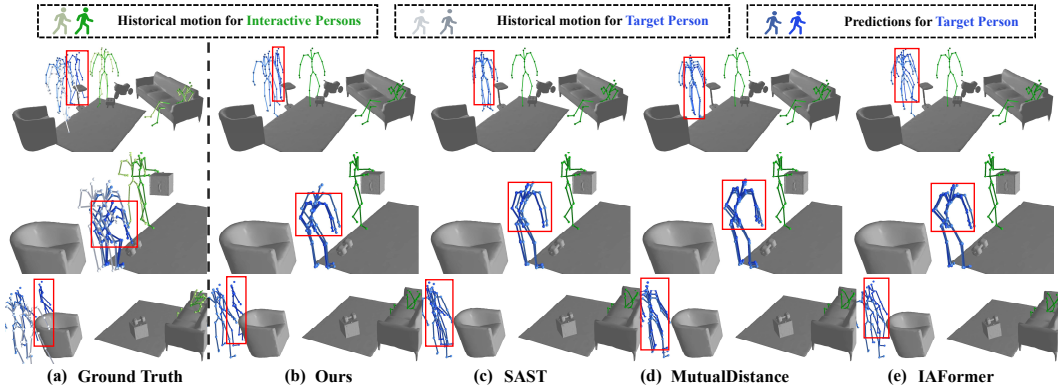 Historical motion for Interactive Persons
Historical motion for Target Person
Predictions for Target Person
(a) Ground Truth
(b) Ours
(c) SAST
(d) MutualDistance
(e) IAFormer